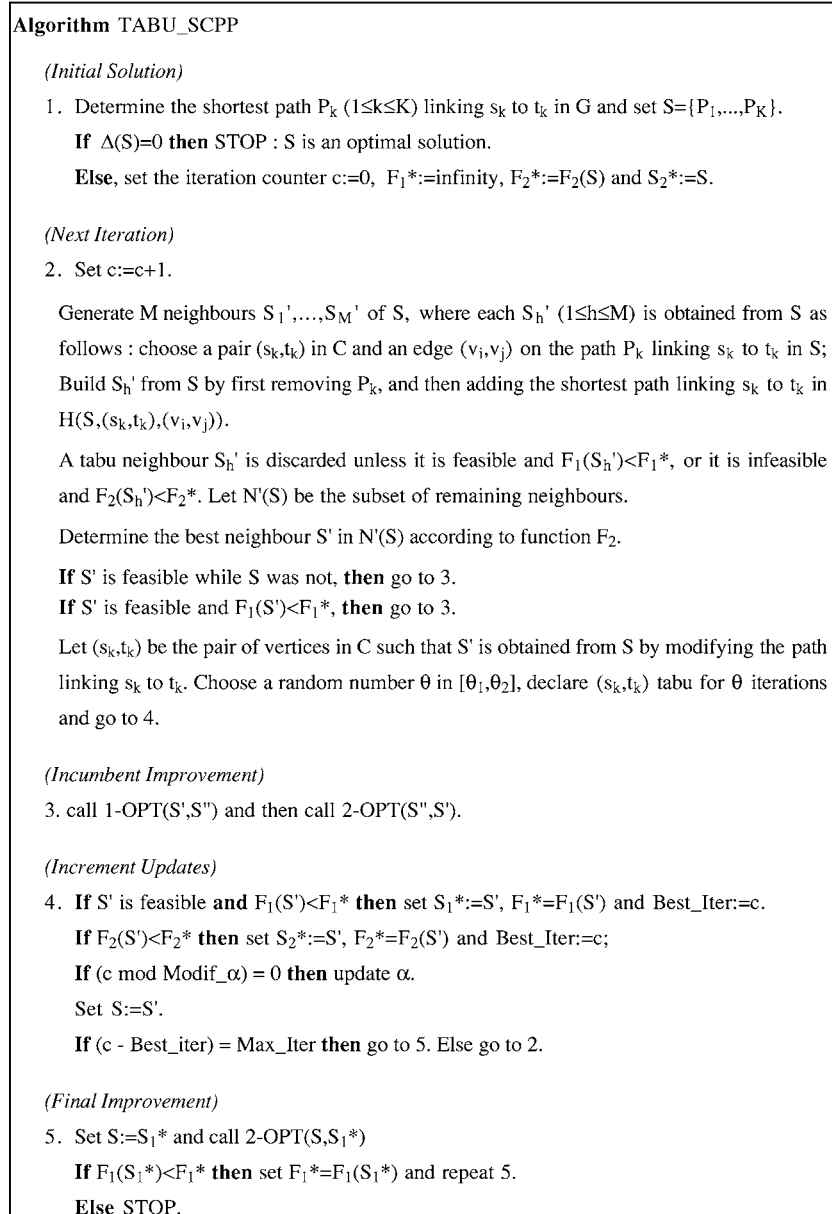 Algorithm TABU_SCPP
(Initial Solution)
1. Determine the shortest path Pk (1≤k≤K) linking sk to tk in G and set S={P1,...,PK}.
If Δ(S)=0 then STOP : S is an optimal solution.
Else, set the iteration counter c:=0, F1*:=infinity, F2*:=F2(S) and S2*:=S.
(Next Iteration)
2. Set c:=c+1.
Generate M neighbours S1',...,SM' of S, where each Sh' (1≤h≤M) is obtained from S as
follows : choose a pair (sk,tk) in C and an edge (vi,vj) on the path Pk linking sk to tk in S;
Build Sh' from S by first removing Pk, and then adding the shortest path linking sk to tk in
H(S,(sk,tk),(vi,vj)).
A tabu neighbour Sh' is discarded unless it is feasible and F1(Sh')<F1*, or it is infeasible
and F2(Sh')<F2*. Let N'(S) be the subset of remaining neighbours.
Determine the best neighbour S' in N'(S) according to function F2.
If S' is feasible while S was not, then go to 3.
If S' is feasible and F1(S')<F1*, then go to 3.
Let (sk,tk) be the pair of vertices in C such that S' is obtained from S by modifying the path
linking sk to tk. Choose a random number θ in [θ1,θ2], declare (sk,tk) tabu for θ iterations
and go to 4.
(Incumbent Improvement)
3. call 1-OPT(S',S") and then call 2-OPT(S",S').
(Increment Updates)
4. If S' is feasible and F1(S')<F1* then set S1*:=S', F1*=F1(S') and Best_Iter:=c.
If F2(S')<F2* then set S2*:=S', F2*=F2(S') and Best_Iter:=c;
If (c mod Modif_α) = 0 then update α.
Set S:=S'.
If (c - Best_iter) = Max_Iter then go to 5. Else go to 2.
(Final Improvement)
5. Set S:=S1* and call 2-OPT(S,S1*)
If F1(S1*)<F1* then set F1*=F1(S1*) and repeat 5.
Else STOP.